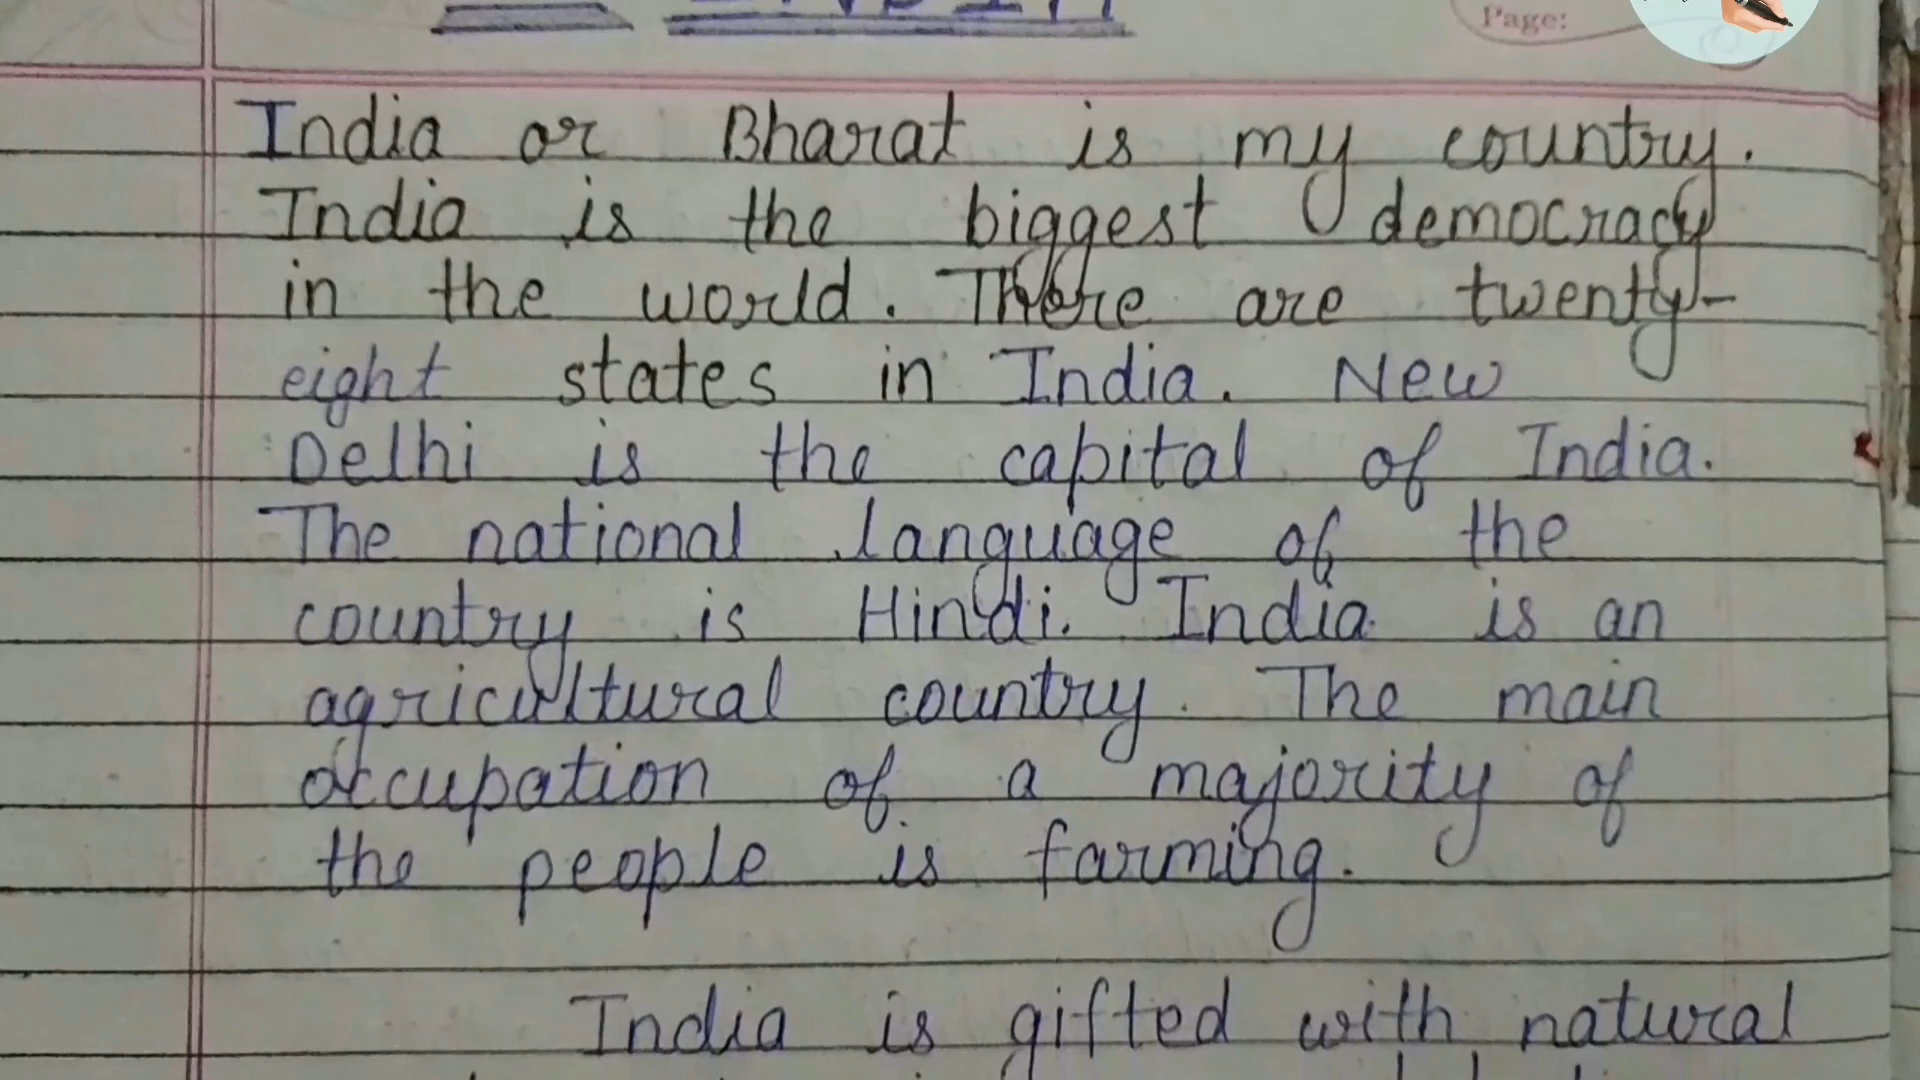 INDIA
Page:
India or Bharat is my country.
India is the biggest democracy
in the world. There are twenty-
eight states in India. New
Delhi is the capital of India.
The national language of the
country is Hindi. India is an
agricultural country. The main
occupation of a majority of
the people is farming.
India is gifted with natural